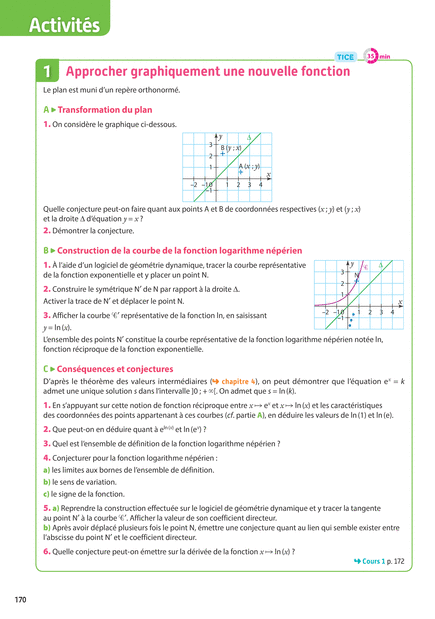 Activités
TICE 35 min
1 Approcher graphiquement une nouvelle fonction
Le plan est muni d'un repère orthonormé.
A ▸ Transformation du plan
1. On considère le graphique ci-dessous.
y Δ
3 B (y ; x)
2
1 A (x ; y)
x
–2 –1 0 1 2 3 4
–1
Quelle conjecture peut-on faire quant aux points A et B de coordonnées respectives (x ; y) et (y ; x)
et la droite Δ d'équation y = x ?
2. Démontrer la conjecture.
B ▸ Construction de la courbe de la fonction logarithme népérien
1. À l'aide d'un logiciel de géométrie dynamique, tracer la courbe représentative
de la fonction exponentielle et y placer un point N.
2. Construire le symétrique N′ de N par rapport à la droite Δ.
Activer la trace de N′ et déplacer le point N.
3. Afficher la courbe 𝒞′ représentative de la fonction ln, en saisissant
y = ln (x).
y 𝒞 Δ
3
N
2
1
x
–2 –1 0 1 2 3 4
–1
L'ensemble des points N′ constitue la courbe représentative de la fonction logarithme népérien notée ln,
fonction réciproque de la fonction exponentielle.
C ▸ Conséquences et conjectures
D'après le théorème des valeurs intermédiaires (➜ chapitre 4), on peut démontrer que l'équation eˣ = k
admet une unique solution s dans l'intervalle ]0 ; +∞[. On admet que s = ln (k).
1. En s'appuyant sur cette notion de fonction réciproque entre x ↦ eˣ et x ↦ ln (x) et les caractéristiques
des coordonnées des points appartenant à ces courbes (cf. partie A), en déduire les valeurs de ln (1) et ln (e).
2. Que peut-on en déduire quant à e^ln (x) et ln (eˣ) ?
3. Quel est l'ensemble de définition de la fonction logarithme népérien ?
4. Conjecturer pour la fonction logarithme népérien :
a) les limites aux bornes de l'ensemble de définition.
b) le sens de variation.
c) le signe de la fonction.
5. a) Reprendre la construction effectuée sur le logiciel de géométrie dynamique et y tracer la tangente
au point N′ à la courbe 𝒞′. Afficher la valeur de son coefficient directeur.
b) Après avoir déplacé plusieurs fois le point N, émettre une conjecture quant au lien qui semble exister entre
l'abscisse du point N′ et le coefficient directeur.
6. Quelle conjecture peut-on émettre sur la dérivée de la fonction x ↦ ln (x) ?
➜ Cours 1 p. 172
170